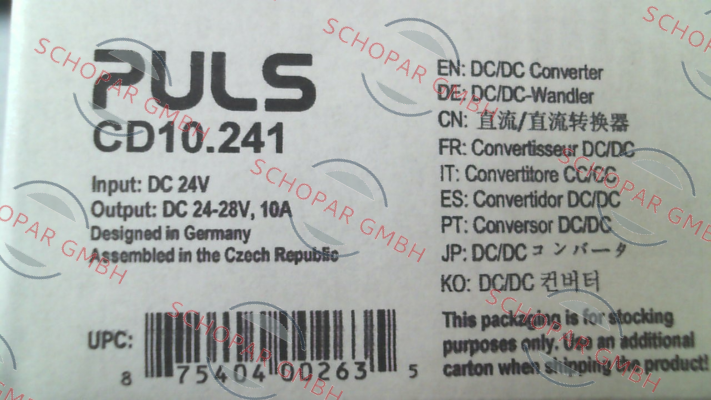 PULS
CD10.241
Input: DC 24V
Output: DC 24-28V, 10A
Designed in Germany
Assembled in the Czech Republic
UPC:
8 75404 00263 5
EN: DC/DC Converter
DE: DC/DC-Wandler
CN: 直流/直流转换器
FR: Convertisseur DC/DC
IT: Convertitore CC/CC
ES: Convertidor DC/DC
PT: Conversor DC/DC
JP: DC/DC コンバータ
KO: DC/DC 컨버터
This packaging is for stocking
purposes only. Use an additional
carton when shipping the product!
SCHOPAR GMBH
SCHOPAR GMBH
SCHOPAR GMBH
SCHOPAR GMBH
SCHOPAR GMBH
SCHOPAR GMBH